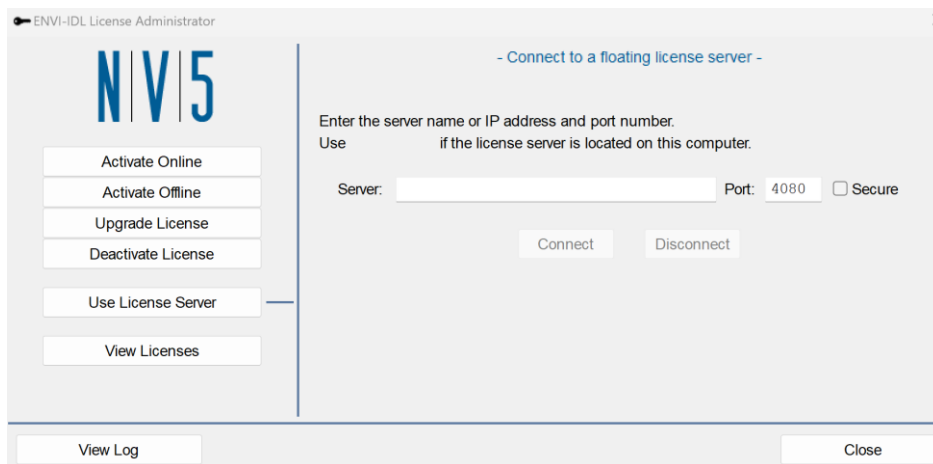 ENVI-IDL License Administrator
NV5
- Connect to a floating license server -
Enter the server name or IP address and port number.
Use if the license server is located on this computer.
Activate Online
Activate Offline
Upgrade License
Deactivate License
Use License Server
View Licenses
Server: Port: 4080 Secure
Connect Disconnect
View Log Close